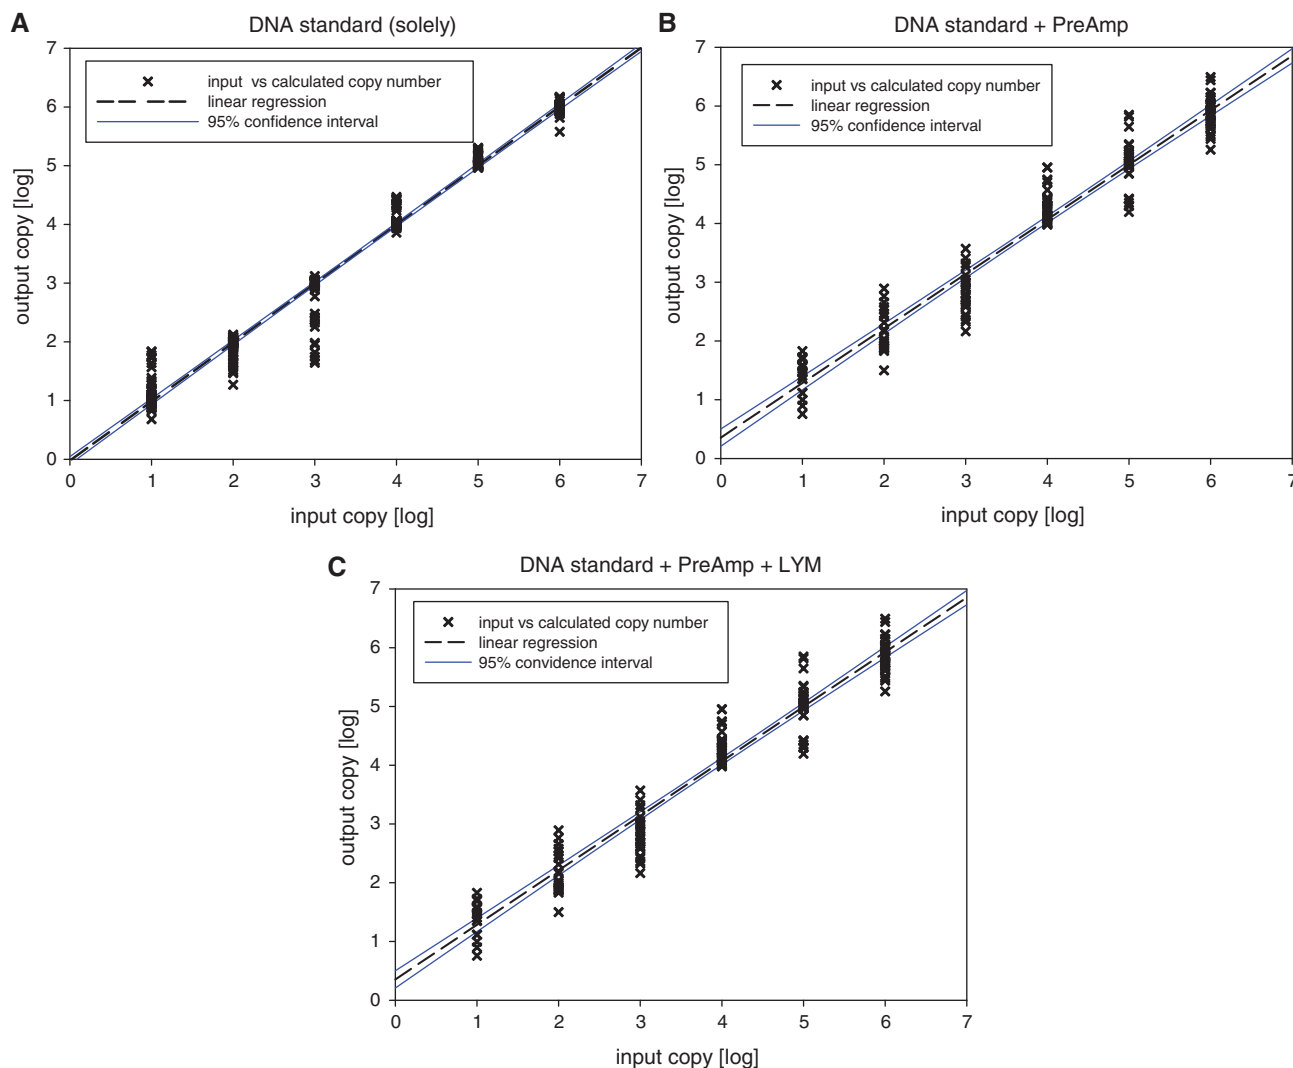 A
DNA standard (solely)
7
6
5
4
3
2
1
0
output copy [log]
input vs calculated copy number
linear regression
95% confidence interval
0 1 2 3 4 5 6 7
input copy [log]
B
DNA standard + PreAmp
7
6
5
4
3
2
1
0
output copy [log]
input vs calculated copy number
linear regression
95% confidence interval
0 1 2 3 4 5 6 7
input copy [log]
C
DNA standard + PreAmp + LYM
7
6
5
4
3
2
1
0
output copy [log]
input vs calculated copy number
linear regression
95% convidence interval
0 1 2 3 4 5 6 7
input copy [log]